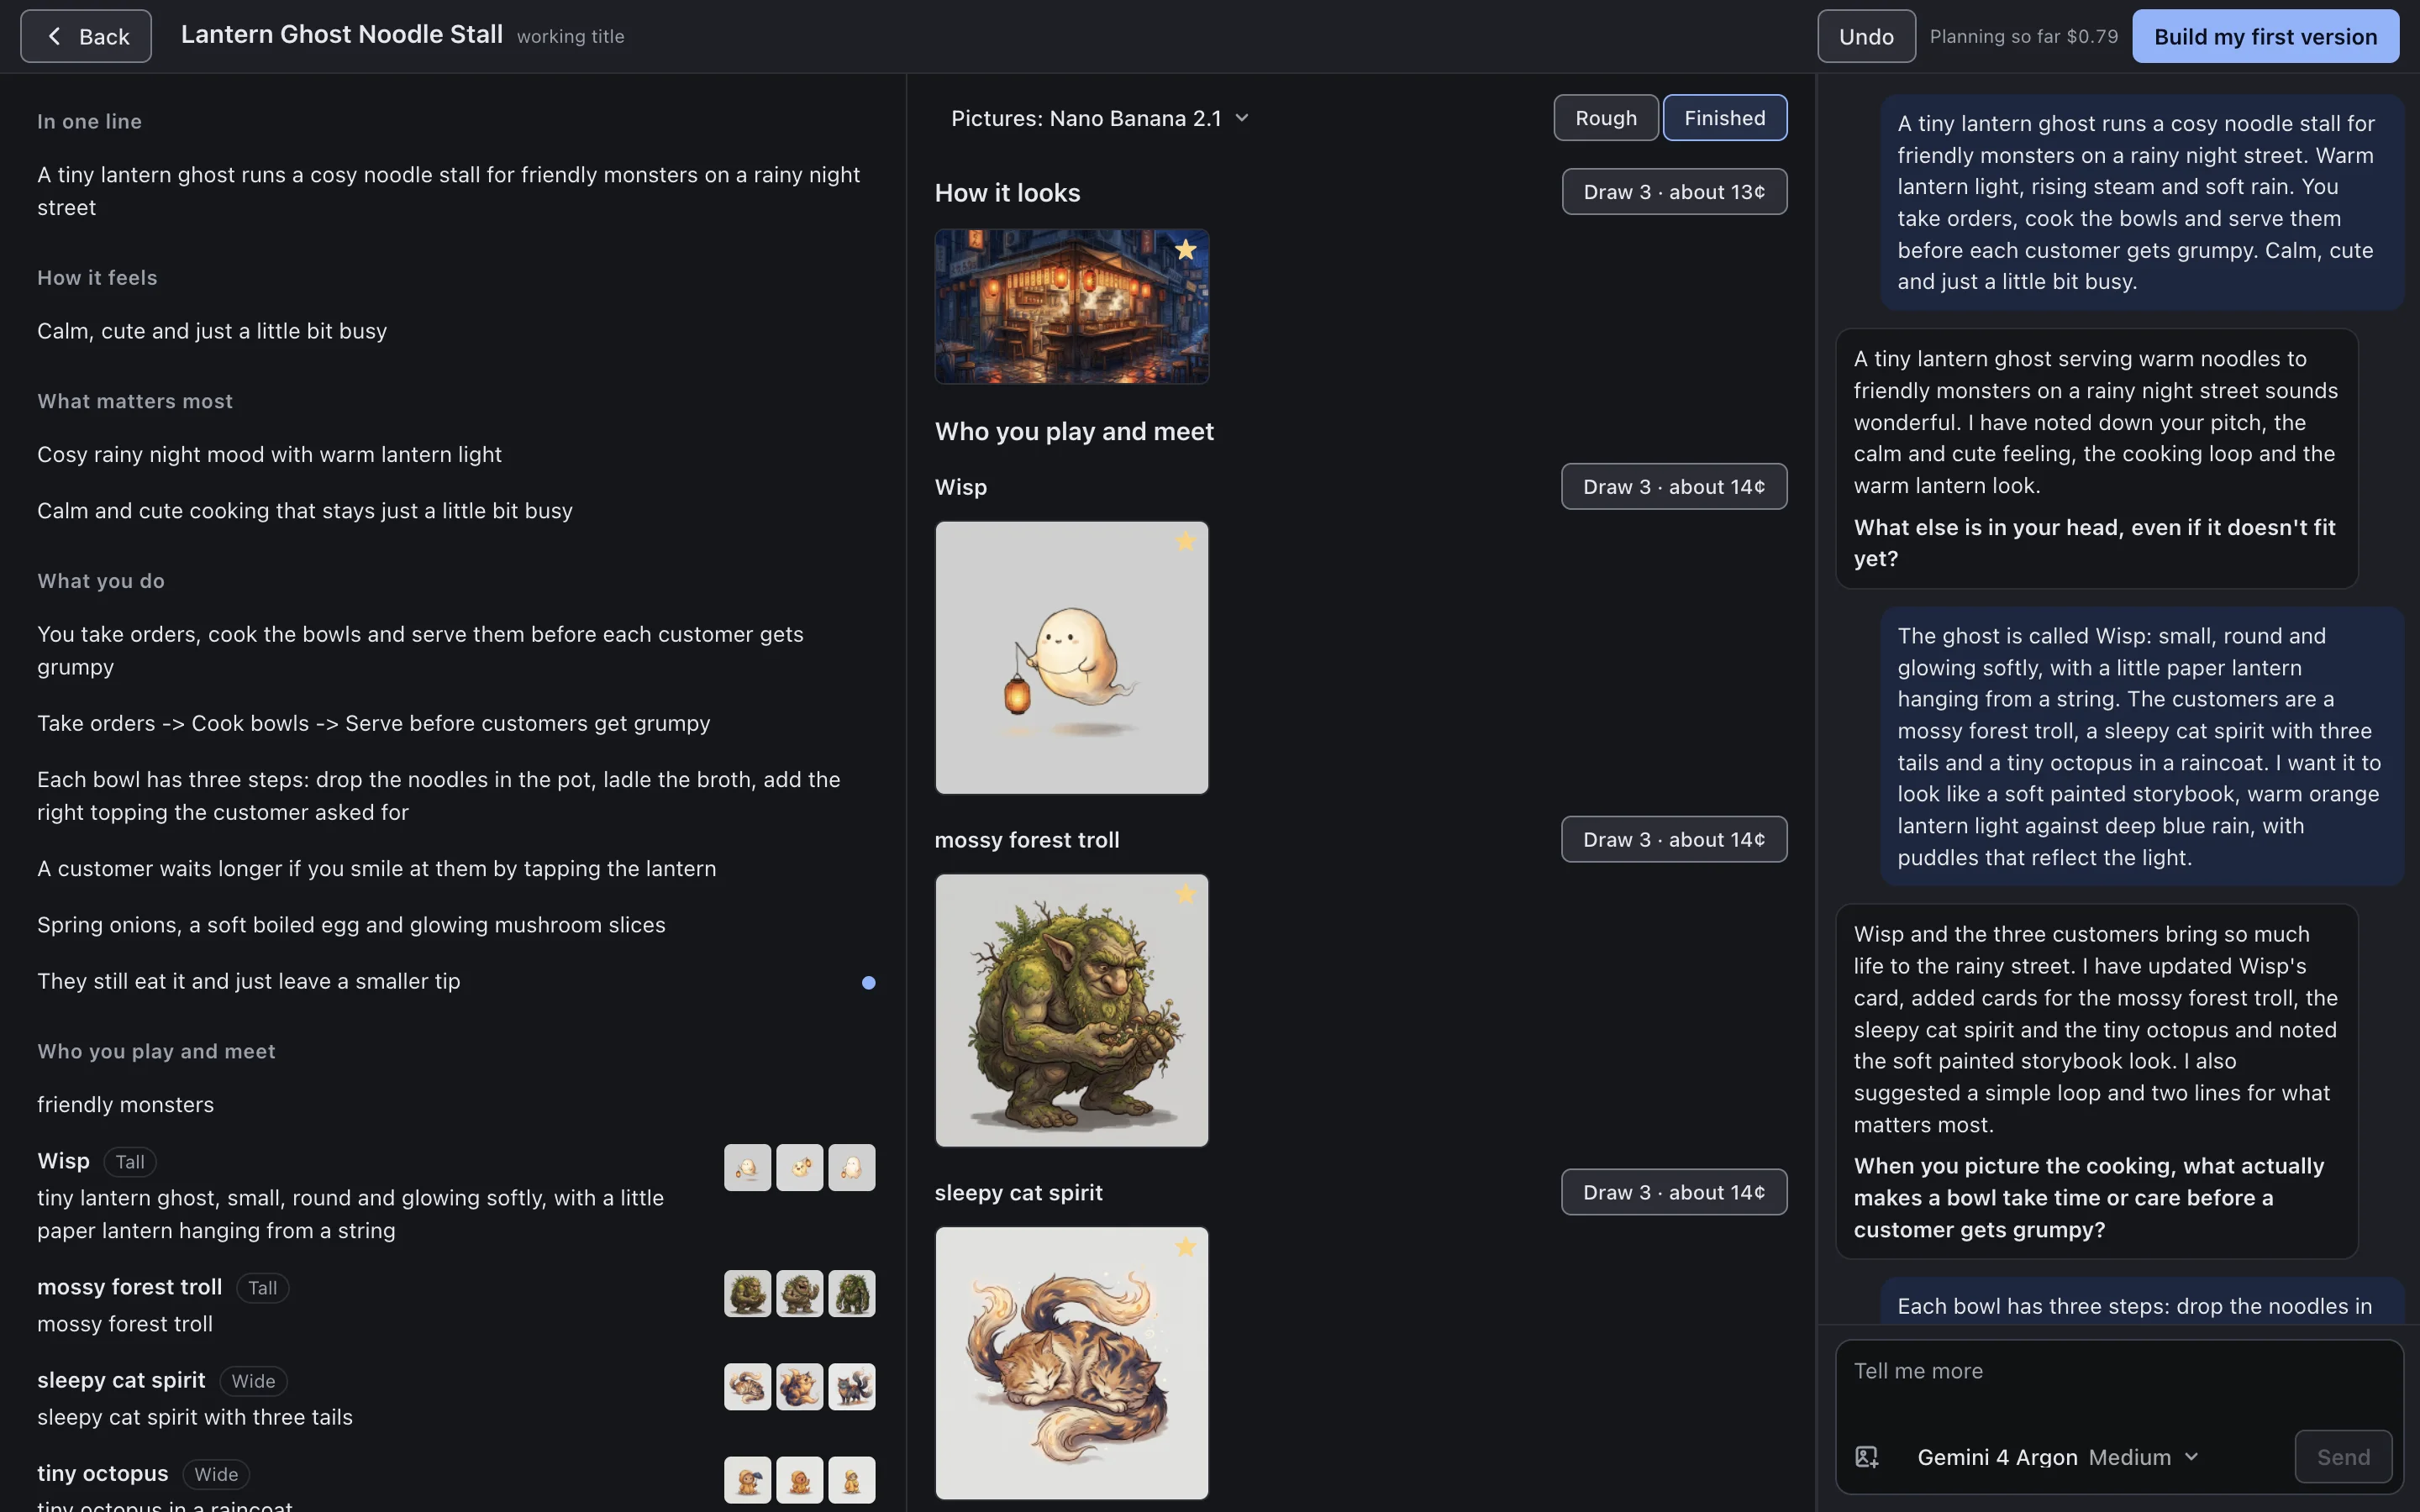 Back
Lantern Ghost Noodle Stall working title
Undo
Planning so far $0.79
Build my first version
In one line
A tiny lantern ghost runs a cosy noodle stall for friendly monsters on a rainy night
street
How it feels
Calm, cute and just a little bit busy
What matters most
Cosy rainy night mood with warm lantern light
Calm and cute cooking that stays just a little bit busy
What you do
You take orders, cook the bowls and serve them before each customer gets
grumpy
Take orders -> Cook bowls -> Serve before customers get grumpy
Each bowl has three steps: drop the noodles in the pot, ladle the broth, add the
right topping the customer asked for
A customer waits longer if you smile at them by tapping the lantern
Spring onions, a soft boiled egg and glowing mushroom slices
They still eat it and just leave a smaller tip
Who you play and meet
friendly monsters
Wisp Tall
tiny lantern ghost, small, round and glowing softly, with a little
paper lantern hanging from a string
mossy forest troll Tall
mossy forest troll
sleepy cat spirit Wide
sleepy cat spirit with three tails
tiny octopus Wide
tiny octopus in a raincoat
Pictures: Nano Banana 2.1
Rough
Finished
How it looks
Draw 3 · about 13¢
Who you play and meet
Wisp
Draw 3 · about 14¢
mossy forest troll
Draw 3 · about 14¢
sleepy cat spirit
Draw 3 · about 14¢
A tiny lantern ghost runs a cosy noodle stall for
friendly monsters on a rainy night street. Warm
lantern light, rising steam and soft rain. You
take orders, cook the bowls and serve them
before each customer gets grumpy. Calm, cute
and just a little bit busy.
A tiny lantern ghost serving warm noodles to
friendly monsters on a rainy night street sounds
wonderful. I have noted down your pitch, the
calm and cute feeling, the cooking loop and the
warm lantern look.
What else is in your head, even if it doesn't fit
yet?
The ghost is called Wisp: small, round and
glowing softly, with a little paper lantern
hanging from a string. The customers are a
mossy forest troll, a sleepy cat spirit with three
tails and a tiny octopus in a raincoat. I want it to
look like a soft painted storybook, warm orange
lantern light against deep blue rain, with
puddles that reflect the light.
Wisp and the three customers bring so much
life to the rainy street. I have updated Wisp's
card, added cards for the mossy forest troll, the
sleepy cat spirit and the tiny octopus and noted
the soft painted storybook look. I also
suggested a simple loop and two lines for what
matters most.
When you picture the cooking, what actually
makes a bowl take time or care before a
customer gets grumpy?
Each bowl has three steps: drop the noodles in
Tell me more
Gemini 4 Argon Medium
Send